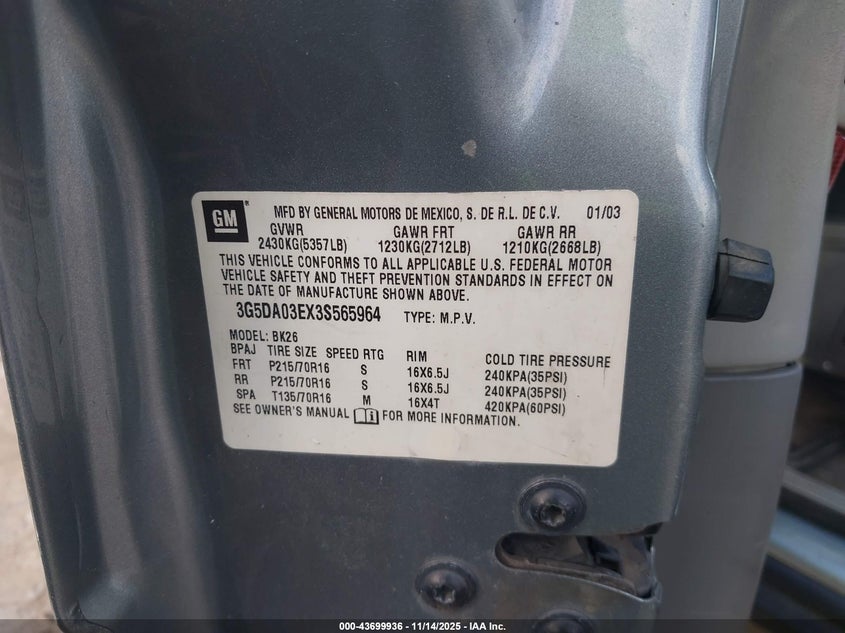 GM ®
MFD BY GENERAL MOTORS DE MEXICO, S. DE R.L. DE C.V. 01/03
GVWR GAWR FRT GAWR RR
2430KG(5357LB) 1230KG(2712LB) 1210KG(2668LB)
THIS VEHICLE CONFORMS TO ALL APPLICABLE U.S. FEDERAL MOTOR
VEHICLE SAFETY AND THEFT PREVENTION STANDARDS IN EFFECT ON
THE DATE OF MANUFACTURE SHOWN ABOVE.
3G5DA03EX3S565964 TYPE: M.P.V.
MODEL: BK26
BPAJ TIRE SIZE SPEED RTG RIM COLD TIRE PRESSURE
FRT P215/70R16 S 16X6.5J 240KPA(35PSI)
RR P215/70R16 S 16X6.5J 240KPA(35PSI)
SPA T135/70R16 M 16X4T 420KPA(60PSI)
SEE OWNER'S MANUAL FOR MORE INFORMATION.
000-43699936 - 11/14/2025 - IAA Inc.